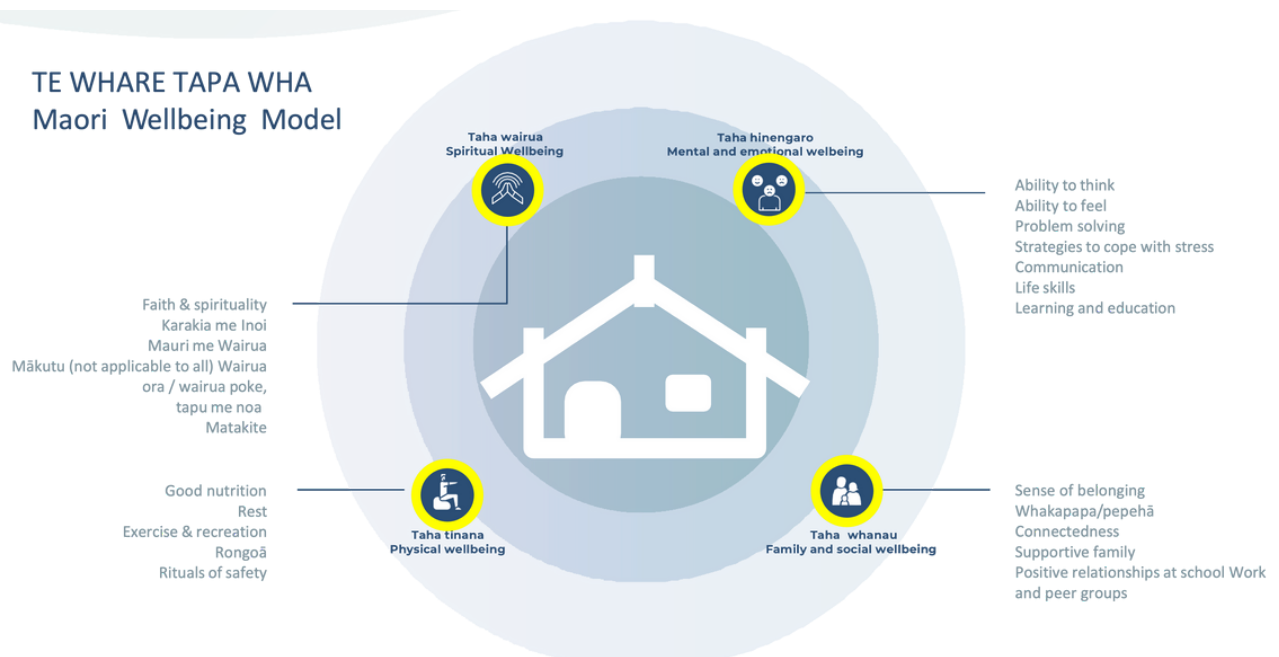 TE WHARE TAPA WHA
Maori Wellbeing Model
Taha wairua
Spiritual Wellbeing
Taha hinengaro
Mental and emotional welbeing
Ability to think
Ability to feel
Problem solving
Strategies to cope with stress
Communication
Life skills
Learning and education
Faith & spirituality
Karakia me Inoi
Mauri me Wairua
Mākutu (not applicable to all) Wairua
ora / wairua poke,
tapu me noa
Matakite
Good nutrition
Rest
Exercise & recreation
Rongoā
Rituals of safety
Taha tinana
Physical wellbeing
Taha whanau
Family and social wellbeing
Sense of belonging
Whakapapa/pepehā
Connectedness
Supportive family
Positive relationships at school Work
and peer groups